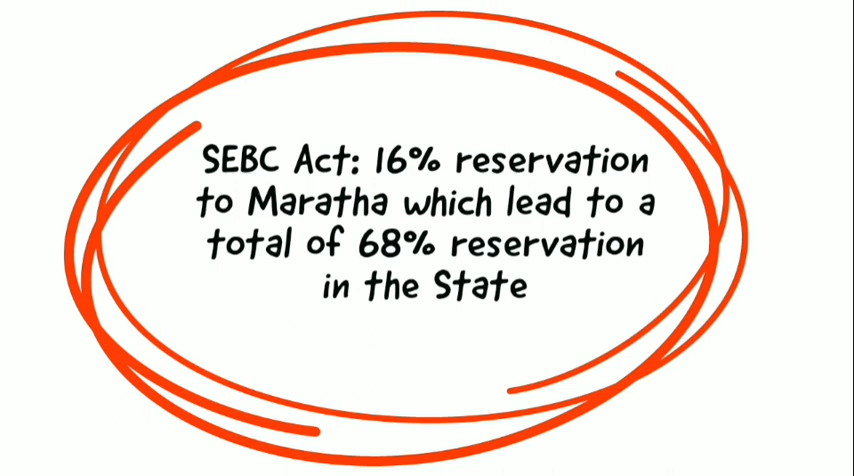 SEBC Act: 16% reservation
to Maratha which lead to a
total of 68% reservation
in the State